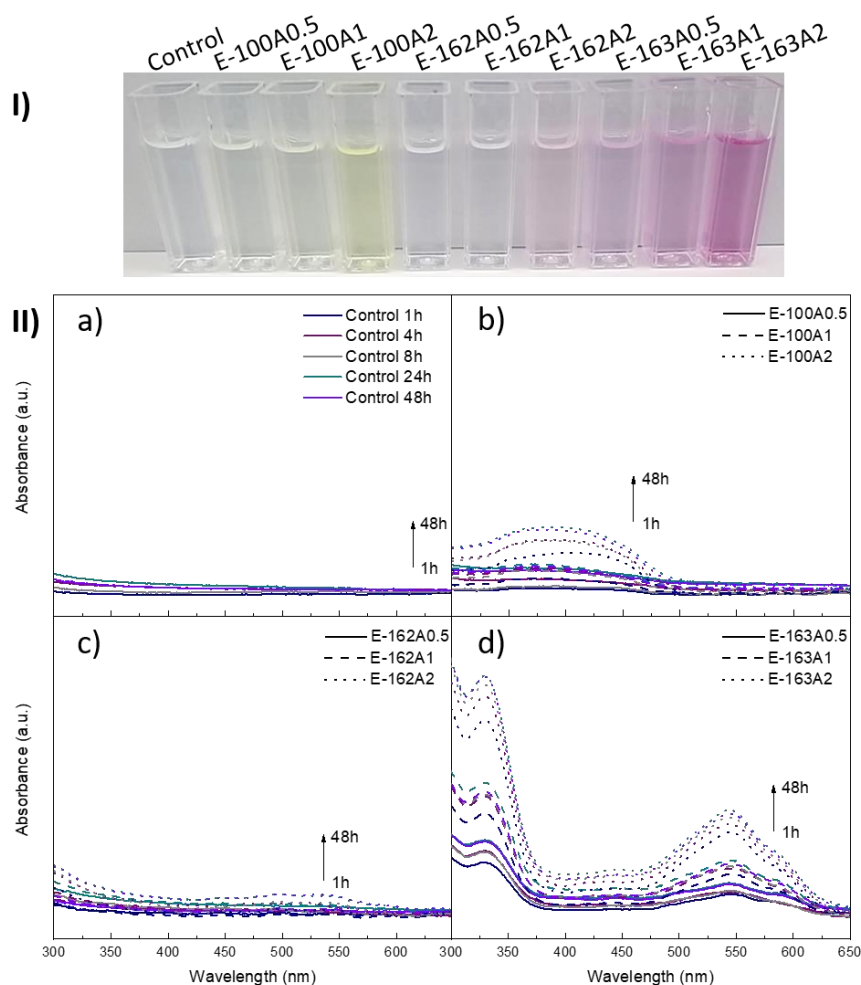 Control E-100A0.5 E-100A1 E-100A2 E-162A0.5 E-162A1 E-162A2 E-163A0.5 E-163A1 E-163A2
I)
II)
a)
Control 1h
Control 4h
Control 8h
Control 24h
Control 48h
48h
1h
Absorbance (a.u.)
b)
E-100A0.5
E-100A1
E-100A2
48h
1h
c)
E-162A0.5
E-162A1
E-162A2
48h
1h
Absorbance (a.u.)
300 350 400 450 500 550 600
Wavelength (nm)
d)
E-163A0.5
E-163A1
E-163A2
48h
1h
300 350 400 450 500 550 600 650
Wavelength (nm)